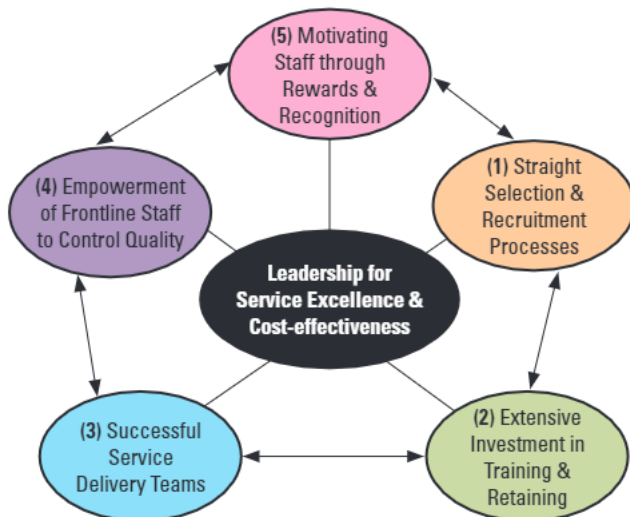 (5) Motivating
Staff through
Rewards &
Recognition
(1) Straight
Selection &
Recruitment
Processes
(4) Empowerment
of Frontline Staff
to Control Quality
Leadership for
Service Excellence &
Cost-effectiveness
(3) Successful
Service
Delivery Teams
(2) Extensive
Investment in
Training &
Retaining